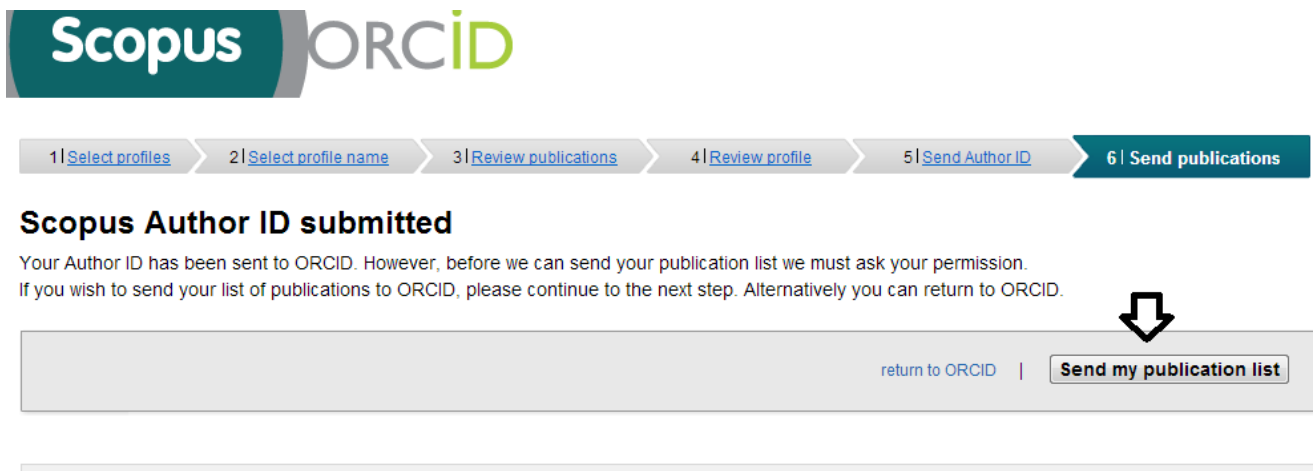 Scopus ORCiD
1 | Select profiles 2 | Select profile name 3 | Review publications 4 | Review profile 5 | Send Author ID 6 | Send publications
Scopus Author ID submitted
Your Author ID has been sent to ORCID. However, before we can send your publication list we must ask your permission.
If you wish to send your list of publications to ORCID, please continue to the next step. Alternatively you can return to ORCID.
return to ORCID | Send my publication list